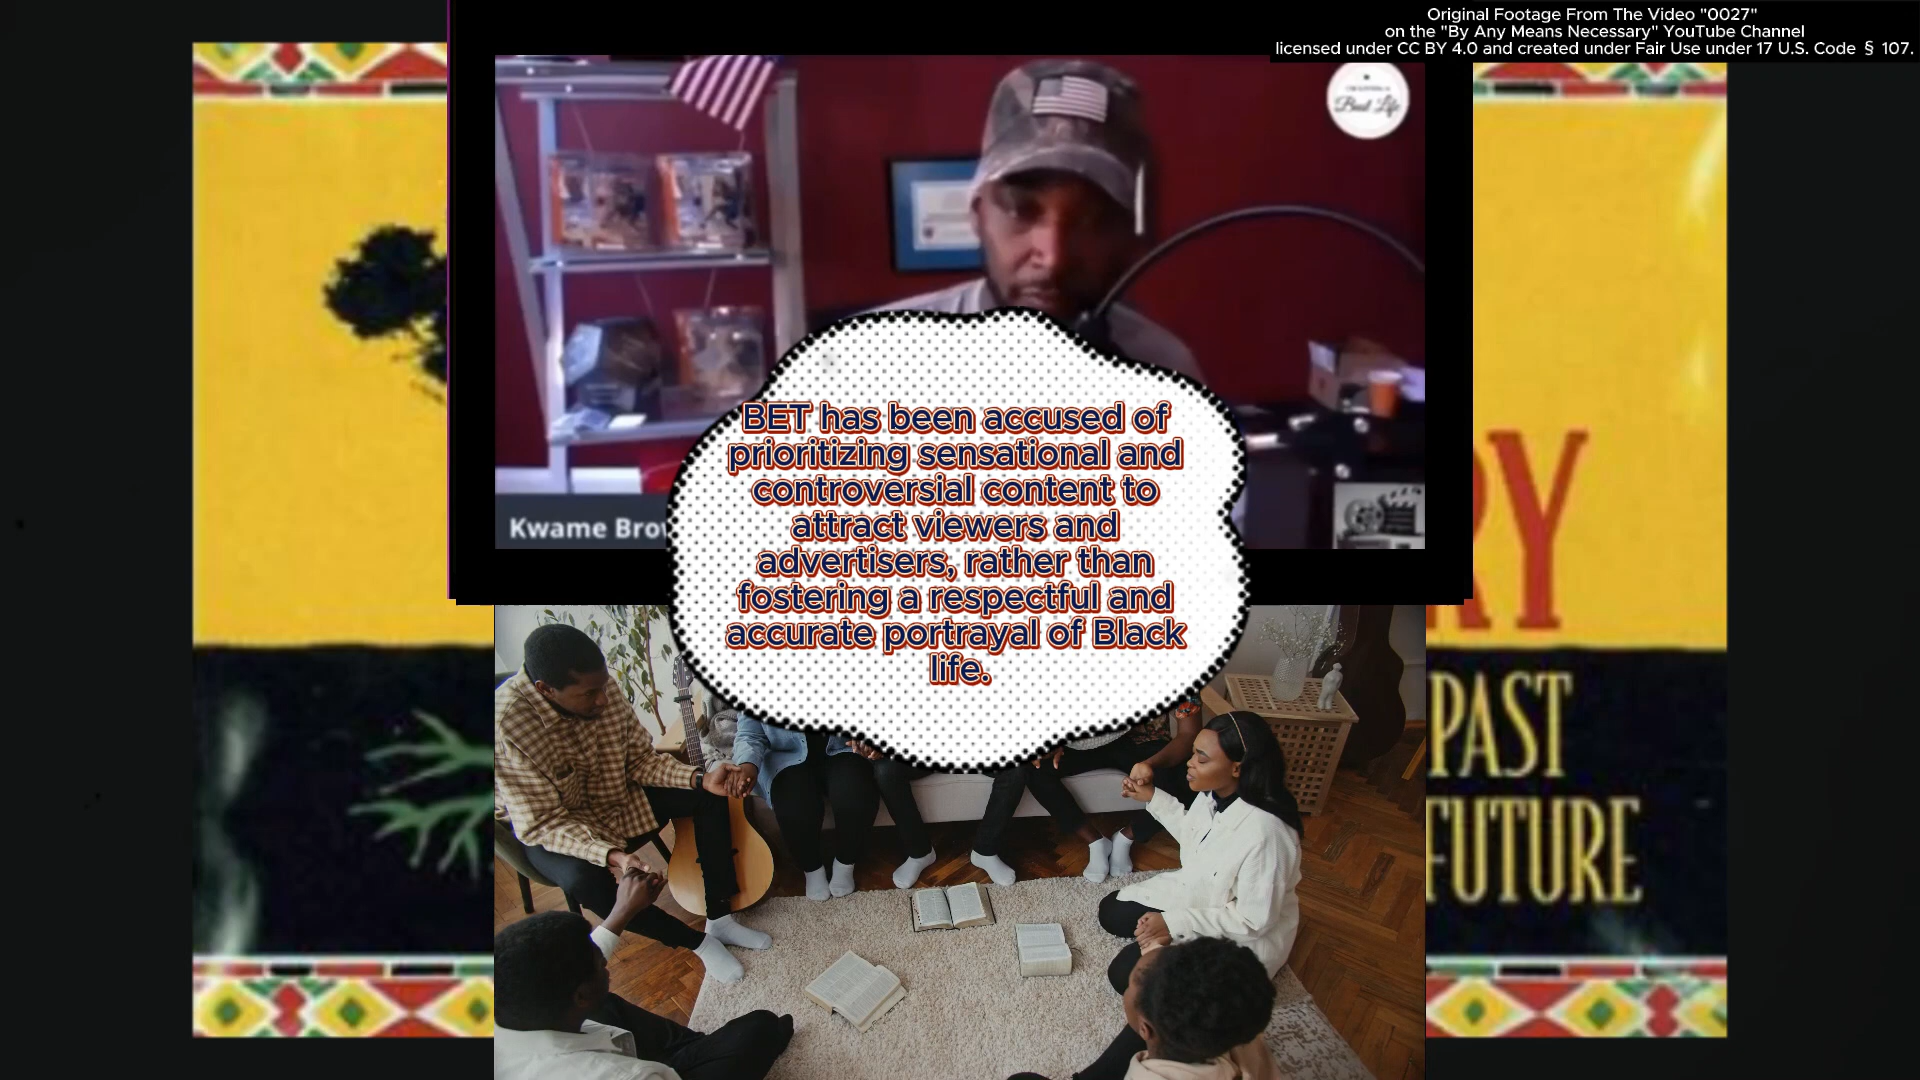 Original Footage From The Video "0027"
on the "By Any Means Necessary" YouTube Channel
licensed under CC BY 4.0 and created under Fair Use under 17 U.S. Code § 107.
Best Life
Kwame Bro
BET has been accused of
prioritizing sensational and
controversial content to
attract viewers and
advertisers, rather than
fostering a respectful and
accurate portrayal of Black
life.
RY
PAST
FUTURE